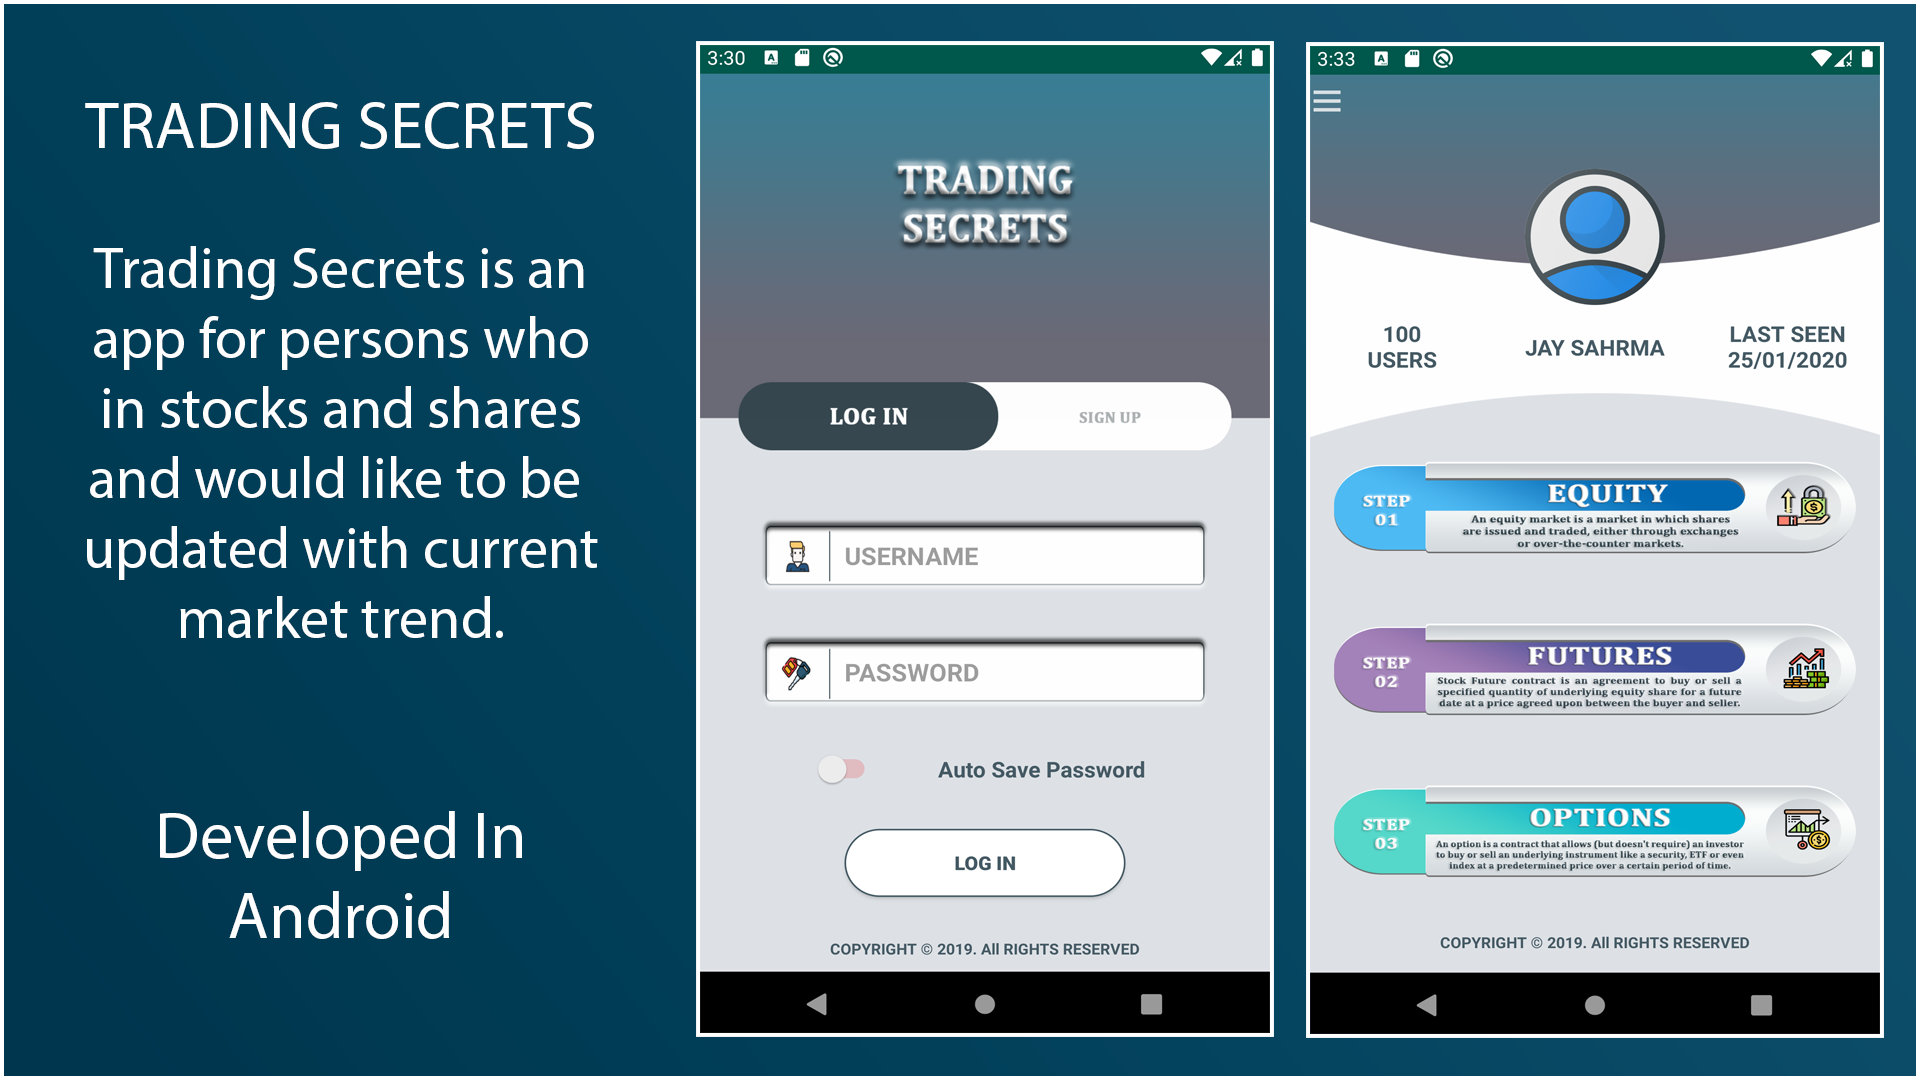 TRADING SECRETS
Trading Secrets is an
app for persons who
in stocks and shares
and would like to be
updated with current
market trend.
Developed In
Android
3:30
TRADING
SECRETS
LOG IN
SIGN UP
USERNAME
PASSWORD
Auto Save Password
LOG IN
COPYRIGHT © 2019. All RIGHTS RESERVED
3:33
100
USERS
JAY SAHRMA
LAST SEEN
25/01/2020
STEP
01
EQUITY
An equity market is a market in which shares
are issued and traded, either through exchanges
or over-the-counter markets.
STEP
02
FUTURES
Stock Future contract is an agreement to buy or sell a
specified quantity of underlying equity share for a future
date at a price agreed upon between the buyer and seller.
STEP
03
OPTIONS
An option is a contract that allows (but doesn't require) an investor
to buy or sell an underlying instrument like a security, ETF or even
index at a predetermined price over a certain period of time.
COPYRIGHT © 2019. All RIGHTS RESERVED